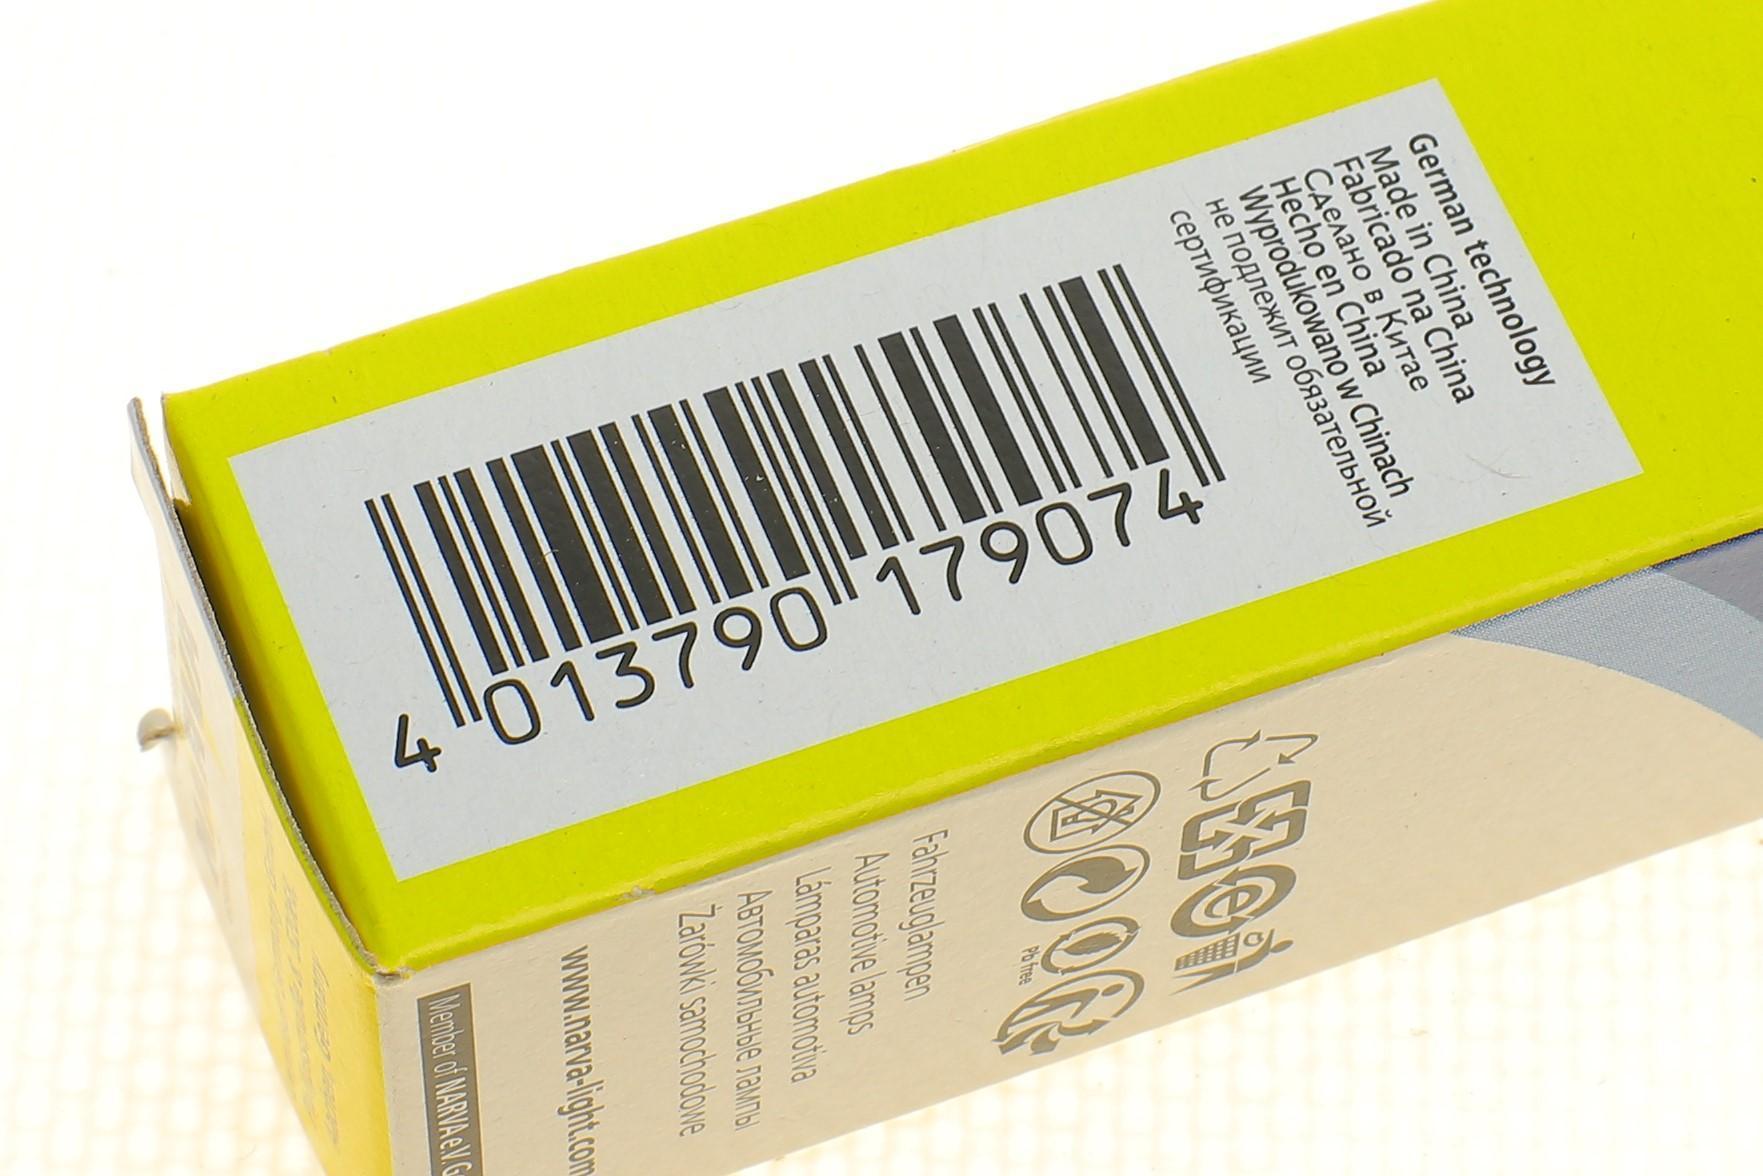 German technology
Made in China
Fabricado na China
Сделано в Китае
Hecho en China
Wyprodukowano w Chinach
не подлежит обязательной
сертификации
4 013790 179074
Fahrzeuglampen
Automotive lamps
Lámparas automotiva
Автомобильные лампы
Żarówki samochodowe
www.narva-light.com
Member of NARVA e.V. G
Pb free
e